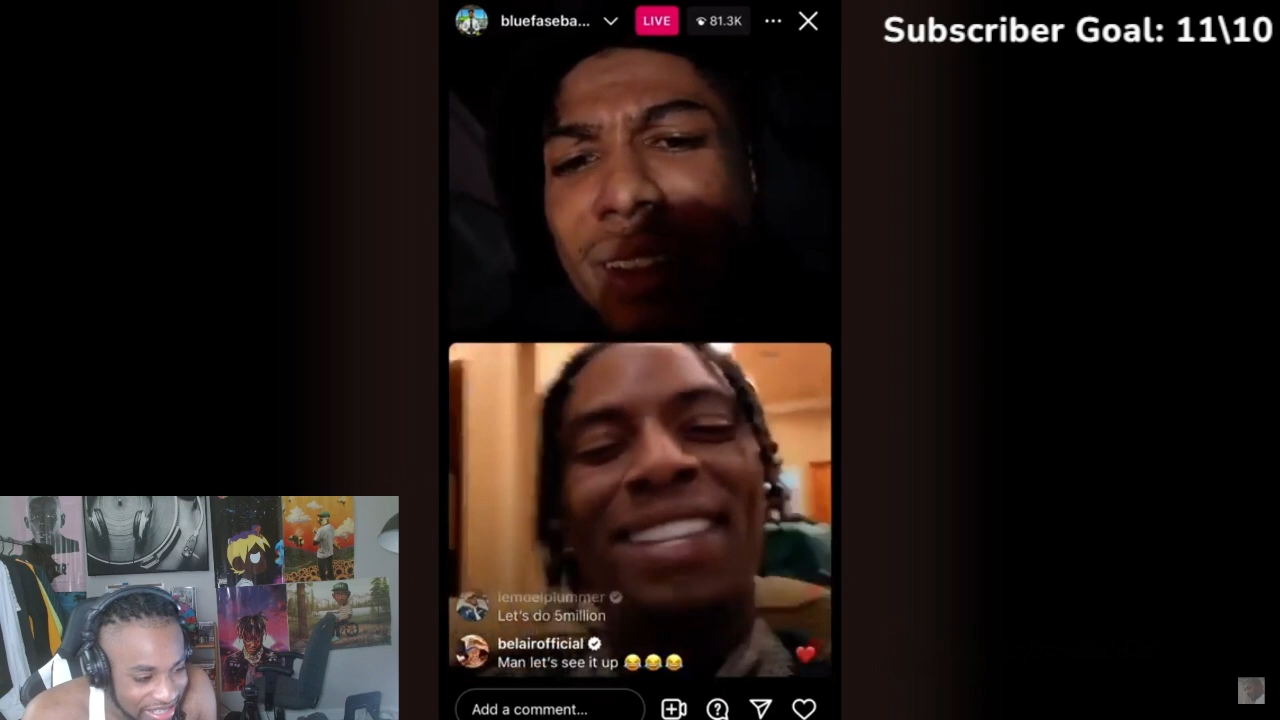 bluefaseba...
LIVE
81.3K
Subscriber Goal: 11\10
lemaelplummer
Let's do 5million
belairofficial
Man let's see it up 😂😂😂
Add a comment...